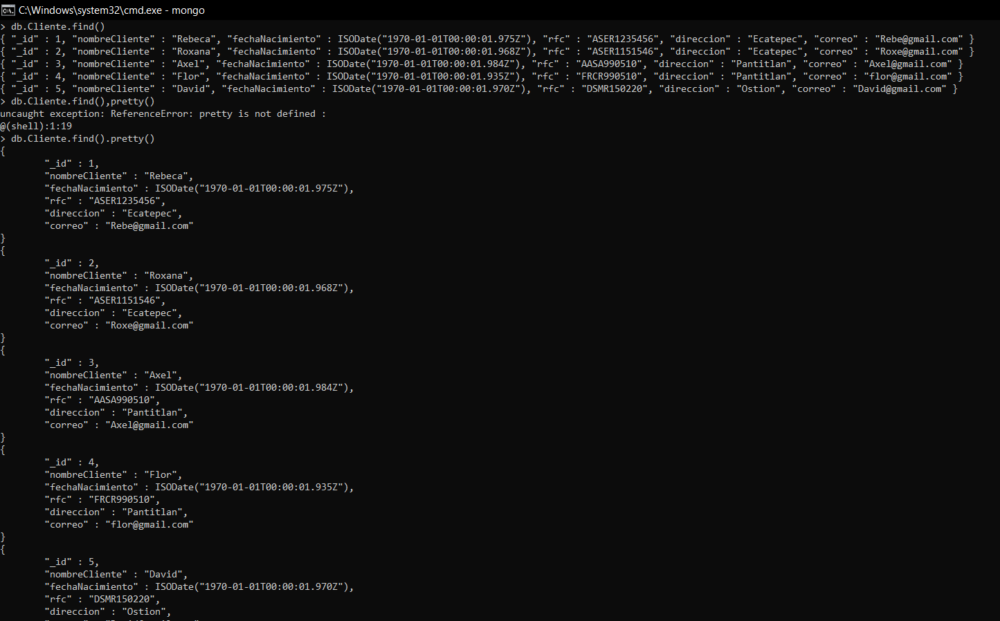 C:\Windows\system32\cmd.exe - mongo
> db.Cliente.find()
{ "_id" : 1, "nombreCliente" : "Rebeca", "fechaNacimiento" : ISODate("1970-01-01T00:00:01.975Z"), "rfc" : "ASER1235456", "direccion" : "Ecatepec", "correo" : "Rebe@gmail.com" }
{ "_id" : 2, "nombreCliente" : "Roxana", "fechaNacimiento" : ISODate("1970-01-01T00:00:01.968Z"), "rfc" : "ASER1151546", "direccion" : "Ecatepec", "correo" : "Roxe@gmail.com" }
{ "_id" : 3, "nombreCliente" : "Axel", "fechaNacimiento" : ISODate("1970-01-01T00:00:01.984Z"), "rfc" : "AASA990510", "direccion" : "Pantitlan", "correo" : "Axel@gmail.com" }
{ "_id" : 4, "nombreCliente" : "Flor", "fechaNacimiento" : ISODate("1970-01-01T00:00:01.935Z"), "rfc" : "FRCR990510", "direccion" : "Pantitlan", "correo" : "flor@gmail.com" }
{ "_id" : 5, "nombreCliente" : "David", "fechaNacimiento" : ISODate("1970-01-01T00:00:01.970Z"), "rfc" : "DSMR150220", "direccion" : "Ostion", "correo" : "David@gmail.com" }
> db.Cliente.find(),pretty()
uncaught exception: ReferenceError: pretty is not defined :
@(shell):1:19
> db.Cliente.find().pretty()
{
"_id" : 1,
"nombreCliente" : "Rebeca",
"fechaNacimiento" : ISODate("1970-01-01T00:00:01.975Z"),
"rfc" : "ASER1235456",
"direccion" : "Ecatepec",
"correo" : "Rebe@gmail.com"
}
{
"_id" : 2,
"nombreCliente" : "Roxana",
"fechaNacimiento" : ISODate("1970-01-01T00:00:01.968Z"),
"rfc" : "ASER1151546",
"direccion" : "Ecatepec",
"correo" : "Roxe@gmail.com"
}
{
"_id" : 3,
"nombreCliente" : "Axel",
"fechaNacimiento" : ISODate("1970-01-01T00:00:01.984Z"),
"rfc" : "AASA990510",
"direccion" : "Pantitlan",
"correo" : "Axel@gmail.com"
}
{
"_id" : 4,
"nombreCliente" : "Flor",
"fechaNacimiento" : ISODate("1970-01-01T00:00:01.935Z"),
"rfc" : "FRCR990510",
"direccion" : "Pantitlan",
"correo" : "flor@gmail.com"
}
{
"_id" : 5,
"nombreCliente" : "David",
"fechaNacimiento" : ISODate("1970-01-01T00:00:01.970Z"),
"rfc" : "DSMR150220",
"direccion" : "Ostion",